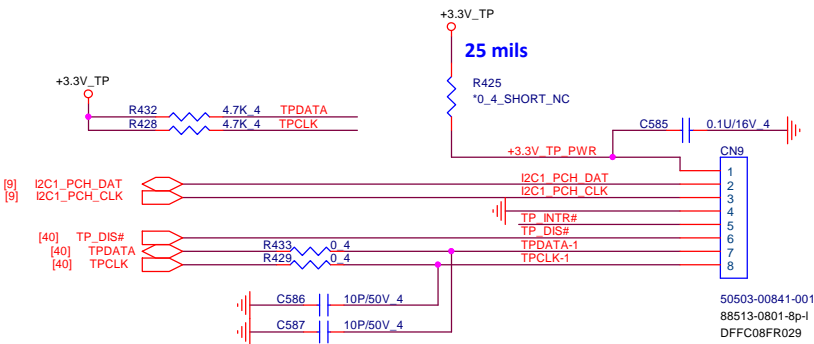 +3.3V_TP
25 mils
R425
*0_4_SHORT_NC
+3.3V_TP
R432 4.7K_4 TPDATA
R428 4.7K_4 TPCLK
C585 0.1U/16V_4
+3.3V_TP_PWR
CN9
1
[9] I2C1_PCH_DAT I2C1_PCH_DAT 2
[9] I2C1_PCH_CLK I2C1_PCH_CLK 3
4
TP_INTR# 5
[40] TP_DIS# TP_DIS# 6
[40] TPDATA R433 0_4 TPDATA-1 7
[40] TPCLK R429 0_4 TPCLK-1 8
C586 10P/50V_4
C587 10P/50V_4
50503-00841-001
88513-0801-8p-l
DFFC08FR029